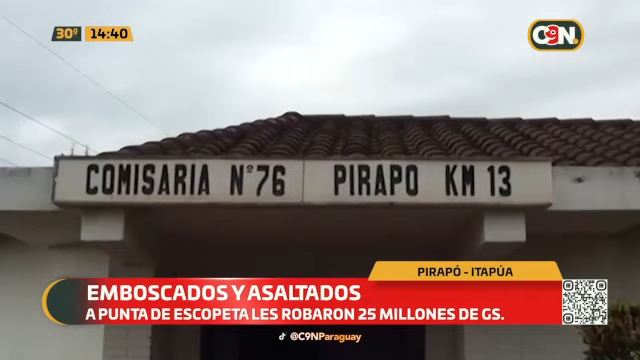 30º 14:40
C9N.
COMISARIA Nº76 PIRAPO KM 13
PIRAPÓ - ITAPÚA
EMBOSCADOS Y ASALTADOS
A PUNTA DE ESCOPETA LES ROBARON 25 MILLONES DE GS.
@C9NParaguay